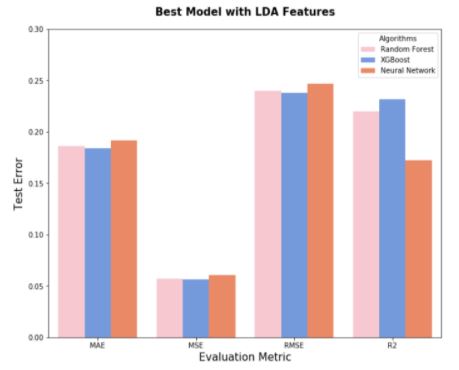 Best Model with LDA Features
Algorithms
Random Forest
XGBoost
Neural Network
0.30
0.25
0.20
0.15
0.10
0.05
0.00
Test Error
MAE
MSE
RMSE
R2
Evaluation Metric